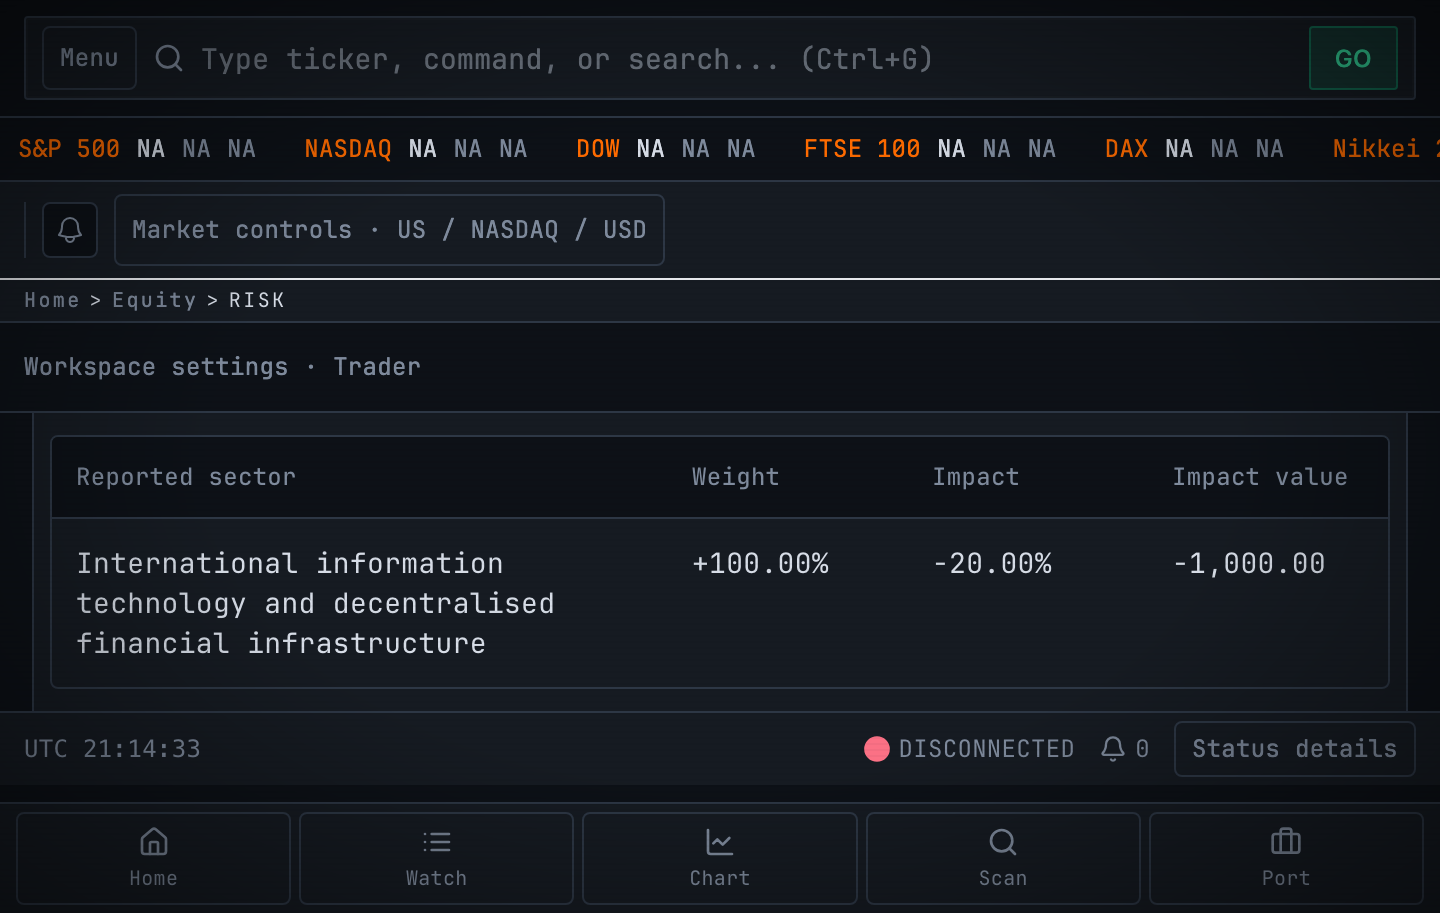 Menu Type ticker, command, or search... (Ctrl+G) GO
S&P 500 NA NA NA NASDAQ NA NA NA DOW NA NA NA FTSE 100 NA NA NA DAX NA NA NA Nikkei
Market controls · US / NASDAQ / USD
Home > Equity > RISK
Workspace settings · Trader
Reported sector Weight Impact Impact value
International information +100.00% -20.00% -1,000.00
technology and decentralised
financial infrastructure
UTC 21:14:33 DISCONNECTED 0 Status details
Home Watch Chart Scan Port